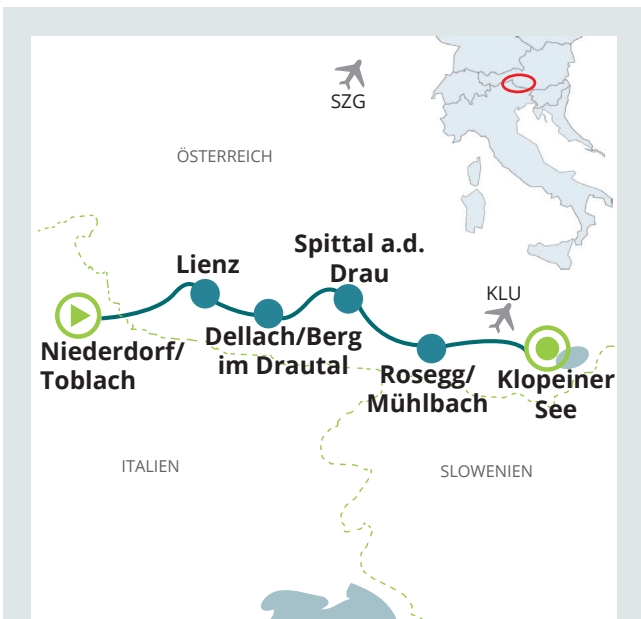 SZG
ÖSTERREICH
Spittal a.d.
Drau
Lienz
KLU
Dellach/Berg
im Drautal
Niederdorf/
Toblach
Rosegg/
Mühlbach
Klopeiner
See
ITALIEN
SLOWENIEN